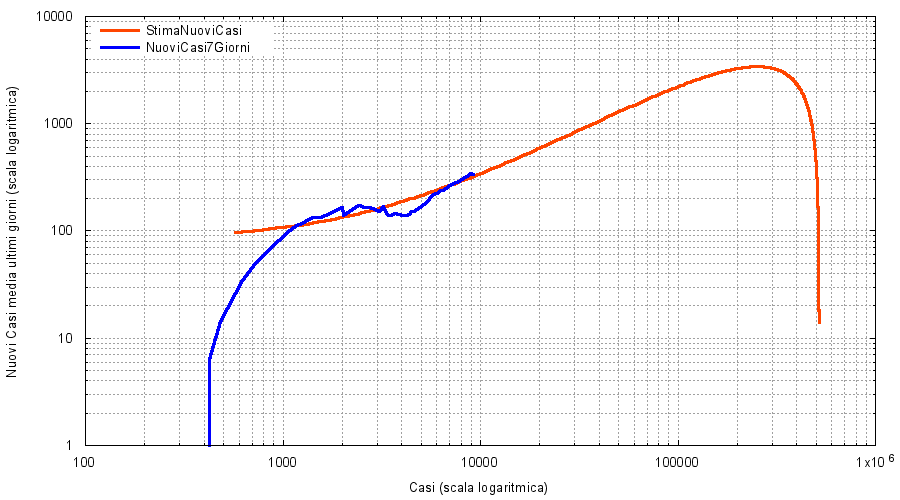 10000
StimaNuoviCasi
NuoviCasi7Giorni
1000
100
10
1
Nuovi Casi media ultimi giorni (scala logaritmica)
100
1000
10000
100000
1x10 6
Casi (scala logaritmica)